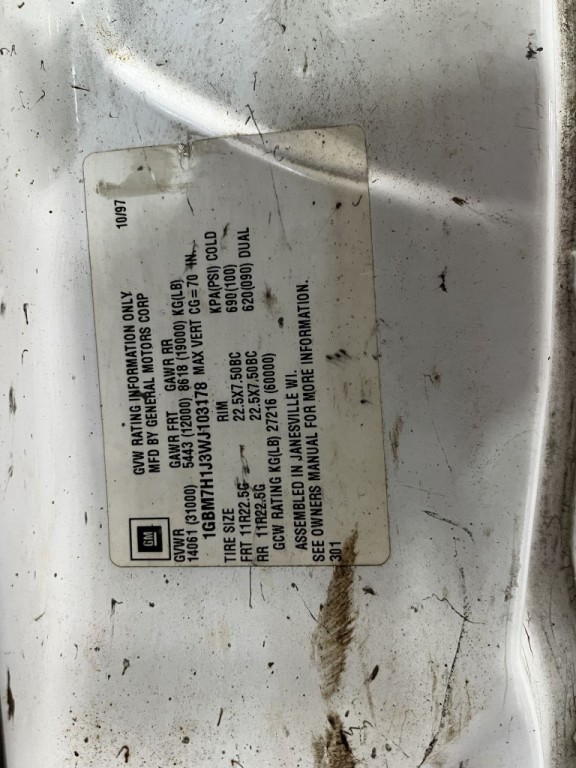 GM
GVW RATING INFORMATION ONLY
MFD BY GENERAL MOTORS CORP 10/97
GVWR GAWR FRT GAWR RR
14061 (31000) 5443 (12000) 8618 (19000) KG(LB)
1GBM7H1J3WJ103178 MAX VERT CG=70 IN.
TIRE SIZE RIM KPA(PSI) COLD
FRT 11R22.5G 22.5X7.50BC 690(100)
RR 11R22.5G 22.5X7.50BC 620(090) DUAL
GCW RATING KG(LB) 27216 (60000)
ASSEMBLED IN JANESVILLE WI.
SEE OWNERS MANUAL FOR MORE INFORMATION.
301